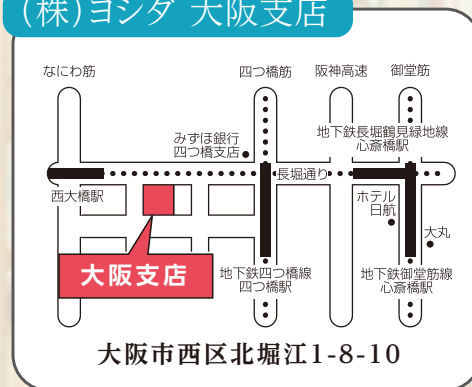 (株)ヨシダ 大阪支店
なにわ筋
四つ橋筋
阪神高速
御堂筋
みずほ銀行
四つ橋支店
地下鉄長堀鶴見緑地線
心斎橋駅
長堀通り
西大橋駅
ホテル
日航
大丸
大阪支店
地下鉄四つ橋線
四つ橋駅
地下鉄御堂筋線
心斎橋駅
大阪市西区北堀江1-8-10